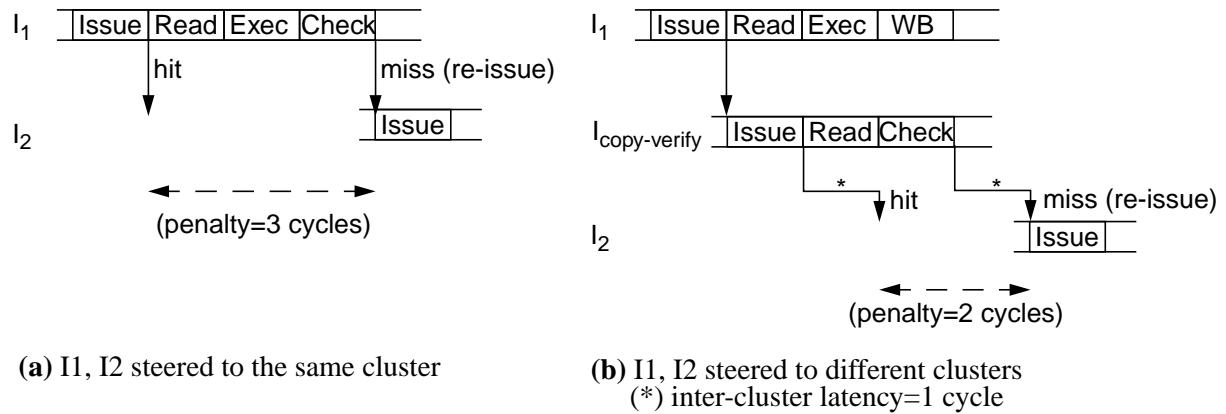 I1 Issue Read Exec Check
hit
miss (re-issue)
I2 Issue
(penalty=3 cycles)
(a) I1, I2 steered to the same cluster
I1 Issue Read Exec WB
Icopy-verify Issue Read Check
* *
hit
miss (re-issue)
I2 Issue
(penalty=2 cycles)
(b) I1, I2 steered to different clusters
(*) inter-cluster latency=1 cycle